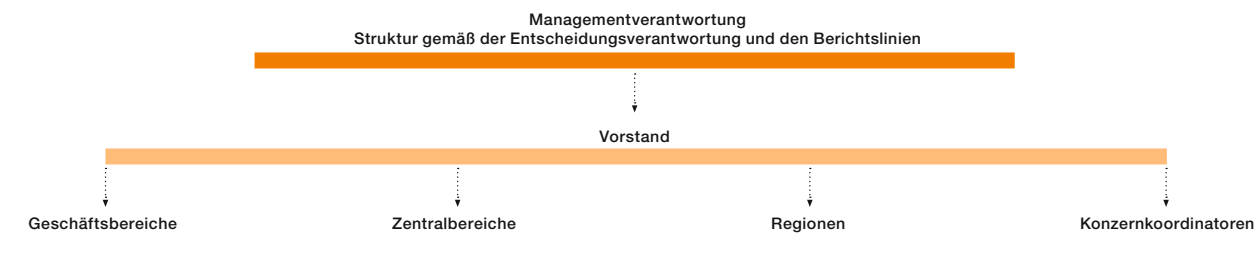 Managementverantwortung
Struktur gemäß der Entscheidungsverantwortung und den Berichtslinien
Vorstand
Geschäftsbereiche
Zentralbereiche
Regionen
Konzernkoordinatoren